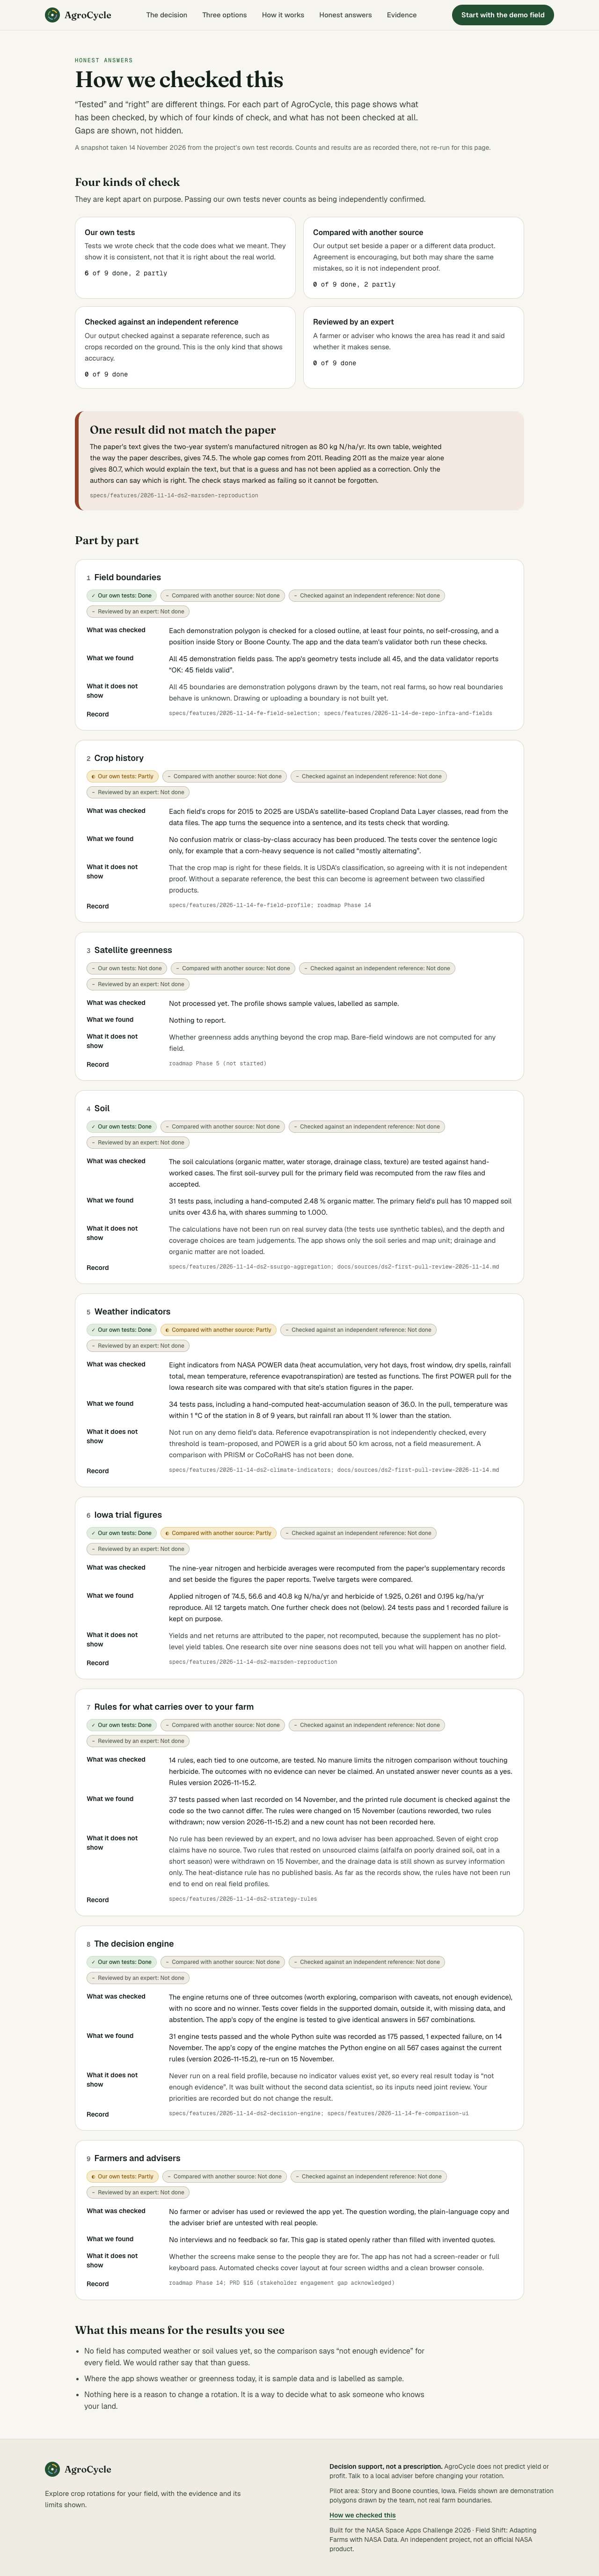 AgroCycle
The decision
Three options
How it works
Honest answers
Evidence
Start with the demo field
HONEST ANSWERS
How we checked this
“Tested” and “right” are different things. For each part of AgroCycle, this page shows what
has been checked, by which of four kinds of check, and what has not been checked at all.
Gaps are shown, not hidden.
A snapshot taken 14 November 2026 from the project's own test records. Counts and results are as recorded there, not re-run for this page.
Four kinds of check
They are kept apart on purpose. Passing our own tests never counts as being independently confirmed.
Our own tests
Tests we wrote check that the code does what we meant. They
show it is consistent, not that it is right about the real world.
6 of 9 done, 2 partly
Compared with another source
Our output set beside a paper or a different data product.
Agreement is encouraging, but both may share the same
mistakes, so it is not independent proof.
0 of 9 done, 2 partly
Checked against an independent reference
Our output checked against a separate reference, such as
crops recorded on the ground. This is the only kind that shows
accuracy.
0 of 9 done
Reviewed by an expert
A farmer or adviser who knows the area has read it and said
whether it makes sense.
0 of 9 done
One result did not match the paper
The paper's text gives the two-year system's manufactured nitrogen as 80 kg N/ha/yr. Its own table, weighted
the way the paper describes, gives 74.5. The whole gap comes from 2011. Reading 2011 as the maize year alone
gives 80.7, which would explain the text, but that is a guess and has not been applied as a correction. Only the
authors can say which is right. The check stays marked as failing so it cannot be forgotten.
specs/features/2026-11-14-ds2-marsden-reproduction
Part by part
1 Field boundaries
✓ Our own tests: Done
– Compared with another source: Not done
– Checked against an independent reference: Not done
– Reviewed by an expert: Not done
What was checked
Each demonstration polygon is checked for a closed outline, at least four points, no self-crossing, and a
position inside Story or Boone County. The app and the data team's validator both run these checks.
What we found
All 45 demonstration fields pass. The app's geometry tests include all 45, and the data validator reports
“OK: 45 fields valid”.
What it does not
show
All 45 boundaries are demonstration polygons drawn by the team, not real farms, so how real boundaries
behave is unknown. Drawing or uploading a boundary is not built yet.
Record
specs/features/2026-11-14-fe-field-selection; specs/features/2026-11-14-de-repo-infra-and-fields
2 Crop history
◐ Our own tests: Partly
– Compared with another source: Not done
– Checked against an independent reference: Not done
– Reviewed by an expert: Not done
What was checked
Each field's crops for 2015 to 2025 are USDA's satellite-based Cropland Data Layer classes, read from the
data files. The app turns the sequence into a sentence, and its tests check that wording.
What we found
No confusion matrix or class-by-class accuracy has been produced. The tests cover the sentence logic
only, for example that a corn-heavy sequence is not called “mostly alternating”.
What it does not
show
That the crop map is right for these fields. It is USDA's classification, so agreeing with it is not independent
proof. Without a separate reference, the best this can become is agreement between two classified
products.
Record
specs/features/2026-11-14-fe-field-profile; roadmap Phase 14
3 Satellite greenness
– Our own tests: Not done
– Compared with another source: Not done
– Checked against an independent reference: Not done
– Reviewed by an expert: Not done
What was checked
Not processed yet. The profile shows sample values, labelled as sample.
What we found
Nothing to report.
What it does not
show
Whether greenness adds anything beyond the crop map. Bare-field windows are not computed for any
field.
Record
roadmap Phase 5 (not started)
4 Soil
✓ Our own tests: Done
– Compared with another source: Not done
– Checked against an independent reference: Not done
– Reviewed by an expert: Not done
What was checked
The soil calculations (organic matter, water storage, drainage class, texture) are tested against hand-
worked cases. The first soil-survey pull for the primary field was recomputed from the raw files and
accepted.
What we found
31 tests pass, including a hand-computed 2.48 % organic matter. The primary field's pull has 10 mapped soil
units over 43.6 ha, with shares summing to 1.000.
What it does not
show
The calculations have not been run on real survey data (the tests use synthetic tables), and the depth and
coverage choices are team judgements. The app shows only the soil series and map unit; drainage and
organic matter are not loaded.
Record
specs/features/2026-11-14-ds2-ssurgo-aggregation; docs/sources/ds2-first-pull-review-2026-11-14.md
5 Weather indicators
✓ Our own tests: Done
◐ Compared with another source: Partly
– Checked against an independent reference: Not done
– Reviewed by an expert: Not done
What was checked
Eight indicators from NASA POWER data (heat accumulation, very hot days, frost window, dry spells, rainfall
total, mean temperature, reference evapotranspiration) are tested as functions. The first POWER pull for the
Iowa research site was compared with that site's station figures in the paper.
What we found
34 tests pass, including a hand-computed heat-accumulation season of 36.0. In the pull, temperature was
within 1 °C of the station in 8 of 9 years, but rainfall ran about 11 % lower than the station.
What it does not
show
Not run on any demo field's data. Reference evapotranspiration is not independently checked, every
threshold is team-proposed, and POWER is a grid about 50 km across, not a field measurement. A
comparison with PRISM or CoCoRaHS has not been done.
Record
specs/features/2026-11-14-ds2-climate-indicators; docs/sources/ds2-first-pull-review-2026-11-14.md
6 Iowa trial figures
✓ Our own tests: Done
◐ Compared with another source: Partly
– Checked against an independent reference: Not done
– Reviewed by an expert: Not done
What was checked
The nine-year nitrogen and herbicide averages were recomputed from the paper's supplementary records
and set beside the figures the paper reports. Twelve targets were compared.
What we found
Applied nitrogen of 74.5, 56.6 and 40.8 kg N/ha/yr and herbicide of 1.925, 0.261 and 0.195 kg/ha/yr
reproduce. All 12 targets match. One further check does not (below). 24 tests pass and 1 recorded failure is
kept on purpose.
What it does not
show
Yields and net returns are attributed to the paper, not recomputed, because the supplement has no plot-
level yield tables. One research site over nine seasons does not tell you what will happen on another field.
Record
specs/features/2026-11-14-ds2-marsden-reproduction
7 Rules for what carries over to your farm
✓ Our own tests: Done
– Compared with another source: Not done
– Checked against an independent reference: Not done
– Reviewed by an expert: Not done
What was checked
14 rules, each tied to one outcome, are tested. No manure limits the nitrogen comparison without touching
herbicide. The outcomes with no evidence can never be claimed. An unstated answer never counts as a yes.
Rules version 2026-11-15.2.
What we found
37 tests passed when last recorded on 14 November, and the printed rule document is checked against the
code so the two cannot differ. The rules were changed on 15 November (cautions reworded, two rules
withdrawn; now version 2026-11-15.2) and a new count has not been recorded here.
What it does not
show
No rule has been reviewed by an expert, and no Iowa adviser has been approached. Seven of eight crop
claims have no source. Two rules that rested on unsourced claims (alfalfa on poorly drained soil, oat in a
short season) were withdrawn on 15 November, and the drainage data is still shown as survey information
only. The heat-distance rule has no published basis. As far as the records show, the rules have not been run
end to end on real field profiles.
Record
specs/features/2026-11-14-ds2-strategy-rules
8 The decision engine
✓ Our own tests: Done
– Compared with another source: Not done
– Checked against an independent reference: Not done
– Reviewed by an expert: Not done
What was checked
The engine returns one of three outcomes (worth exploring, comparison with caveats, not enough evidence),
with no score and no winner. Tests cover fields in the supported domain, outside it, with missing data, and
abstention. The app's copy of the engine is tested to give identical answers in 567 combinations.
What we found
31 engine tests passed and the whole Python suite was recorded as 175 passed, 1 expected failure, on 14
November. The app's copy of the engine matches the Python engine on all 567 cases against the current
rules (version 2026-11-15.2), re-run on 15 November.
What it does not
show
Never run on a real field profile, because no indicator values exist yet, so every real result today is “not
enough evidence”. It was built without the second data scientist, so its inputs need joint review. Your
priorities are recorded but do not change the result.
Record
specs/features/2026-11-14-ds2-decision-engine; specs/features/2026-11-14-fe-comparison-ui
9 Farmers and advisers
◐ Our own tests: Partly
– Compared with another source: Not done
– Checked against an independent reference: Not done
– Reviewed by an expert: Not done
What was checked
No farmer or adviser has used or reviewed the app yet. The question wording, the plain-language copy and
the adviser brief are untested with real people.
What we found
No interviews and no feedback so far. This gap is stated openly rather than filled with invented quotes.
What it does not
show
Whether the screens make sense to the people they are for. The app has not had a screen-reader or full
keyboard pass. Automated checks cover layout at four screen widths and a clean browser console.
Record
roadmap Phase 14; PRD §16 (stakeholder engagement gap acknowledged)
What this means for the results you see
• No field has computed weather or soil values yet, so the comparison says “not enough evidence” for
every field. We would rather say that than guess.
• Where the app shows weather or greenness today, it is sample data and is labelled as sample.
• Nothing here is a reason to change a rotation. It is a way to decide what to ask someone who knows
your land.
AgroCycle
Explore crop rotations for your field, with the evidence and its
limits shown.
Decision support, not a prescription. AgroCycle does not predict yield or
profit. Talk to a local adviser before changing your rotation.
Pilot area: Story and Boone counties, Iowa. Fields shown are demonstration
polygons drawn by the team, not real farm boundaries.
How we checked this
Built for the NASA Space Apps Challenge 2026 · Field Shift: Adapting
Farms with NASA Data. An independent project, not an official NASA
product.